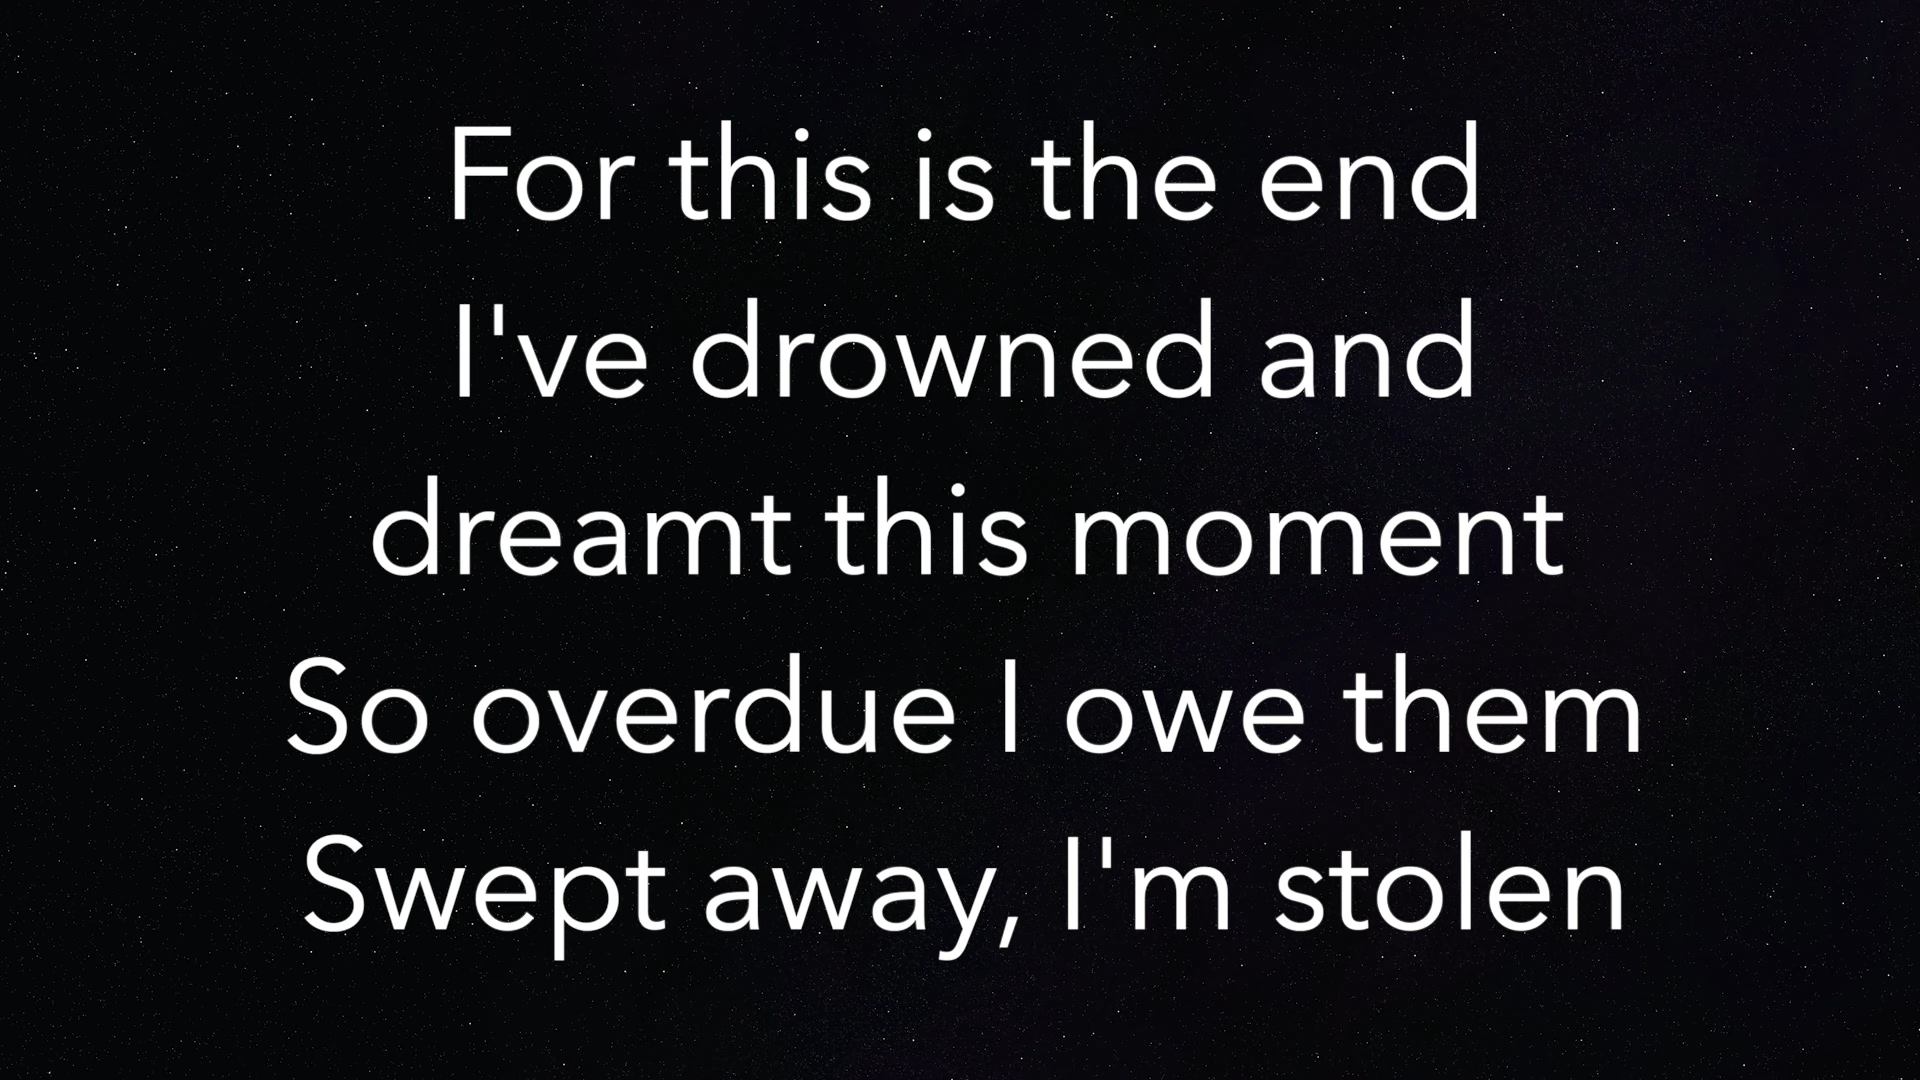 For this is the end
I've drowned and
dreamt this moment
So overdue I owe them
Swept away, I'm stolen